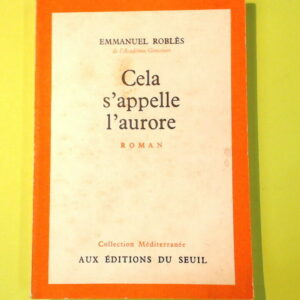 EMMANUEL ROBLÈS
de l'Académie Goncourt
Cela
s'appelle
l'aurore
ROMAN
Collection Méditerranée
AUX ÉDITIONS DU SEUIL